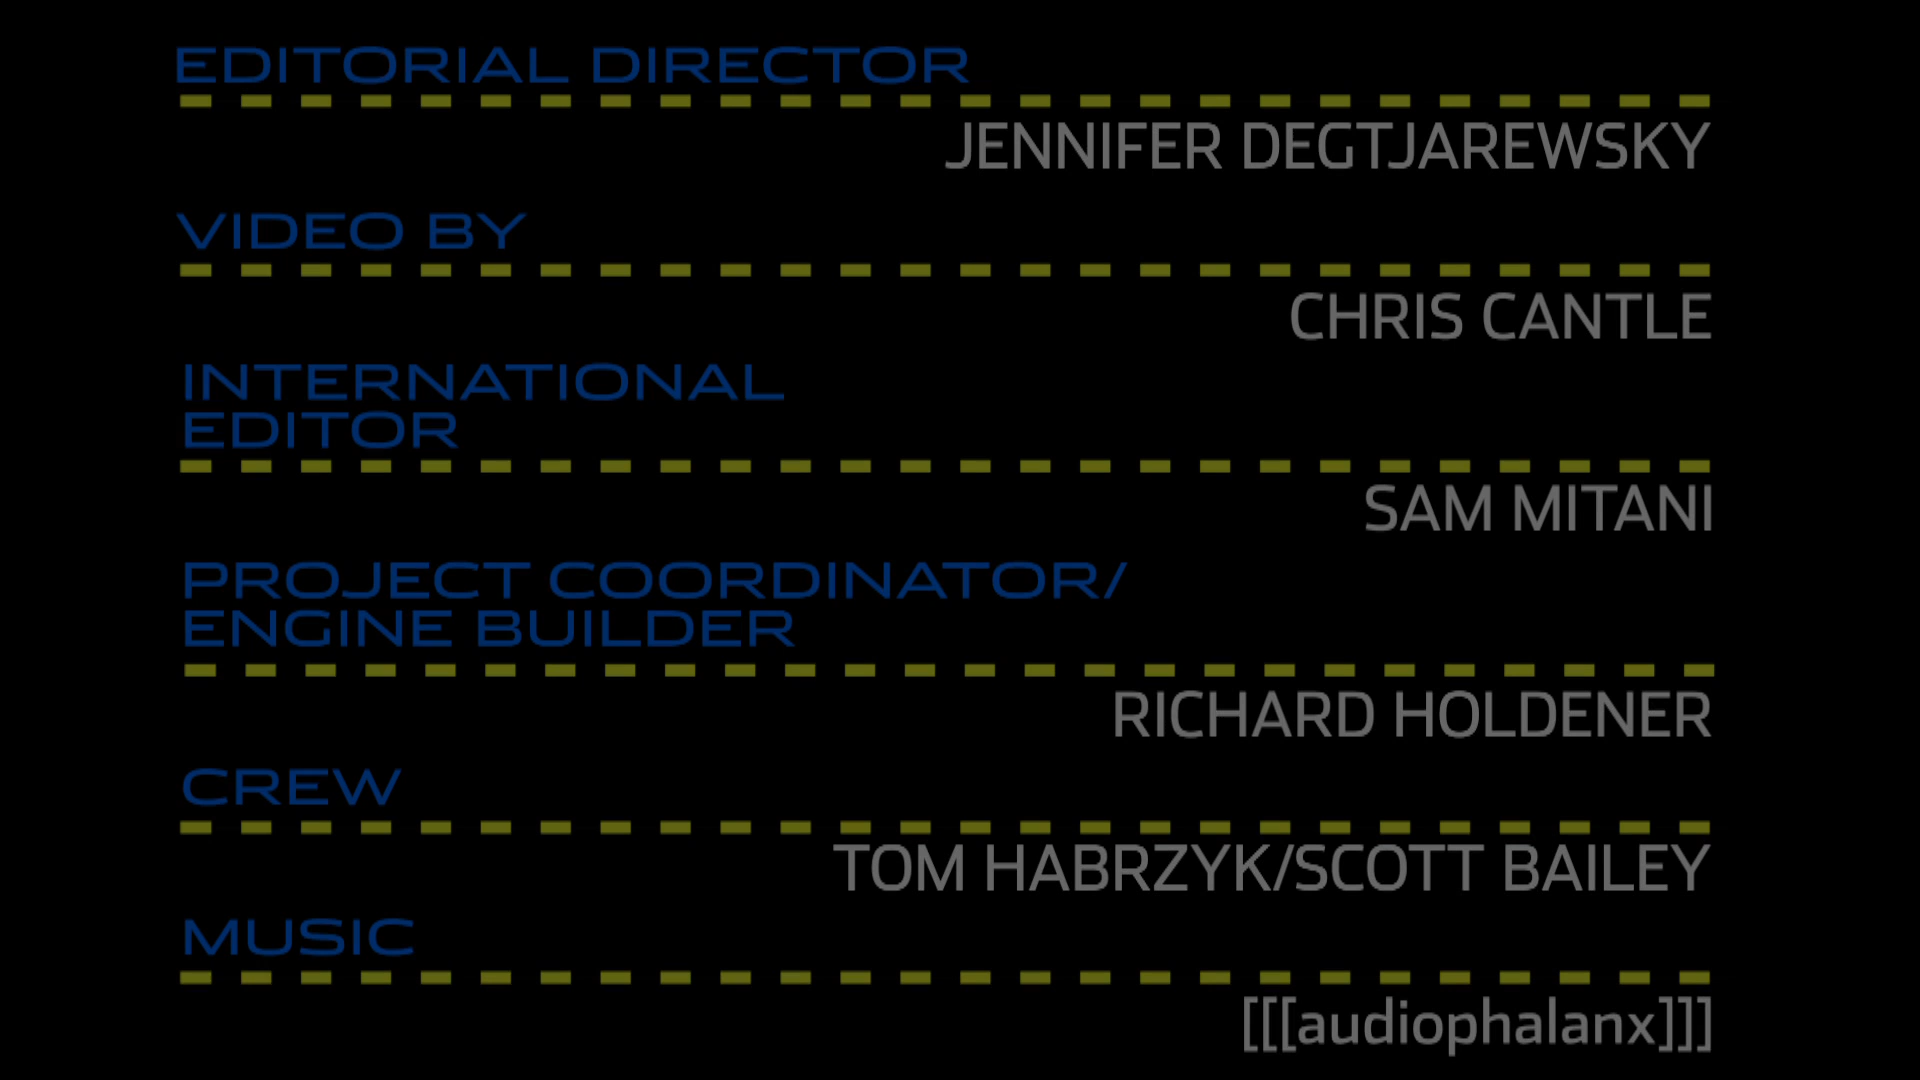 EDITORIAL DIRECTOR
JENNIFER DEGTJAREWSKY
VIDEO BY
CHRIS CANTLE
INTERNATIONAL
EDITOR
SAM MITANI
PROJECT COORDINATOR/
ENGINE BUILDER
RICHARD HOLDENER
CREW
TOM HABRZYK/SCOTT BAILEY
MUSIC
[[[audiophalanx]]]